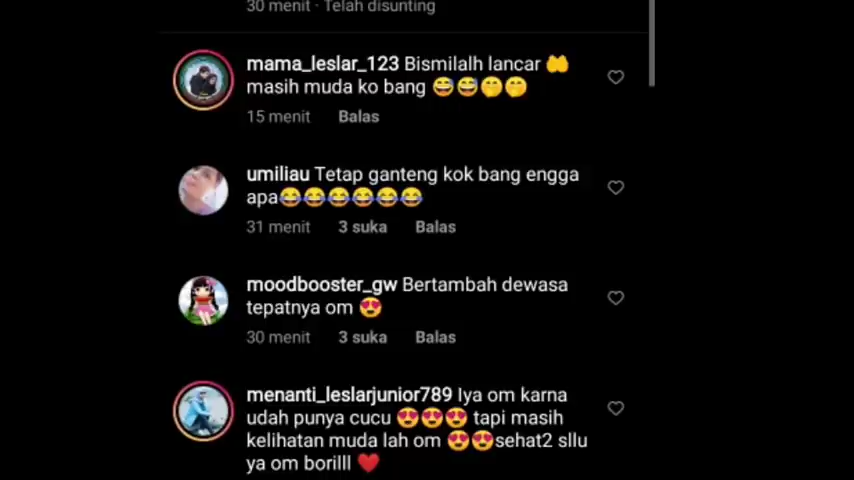 30 menit · Telah disunting
mama_leslar_123 Bismilalh lancar 🤲
masih muda ko bang 😅😅🤭🤭
15 menit Balas
umiliau Tetap ganteng kok bang engga
apa😂😂😂😂😂😂
31 menit 3 suka Balas
moodbooster_gw Bertambah dewasa
tepatnya om 😍
30 menit 3 suka Balas
menanti_leslarjunior789 Iya om karna
udah punya cucu 😍😍😍 tapi masih
kelihatan muda lah om 😍😍sehat2 sllu
ya om borilll ❤️